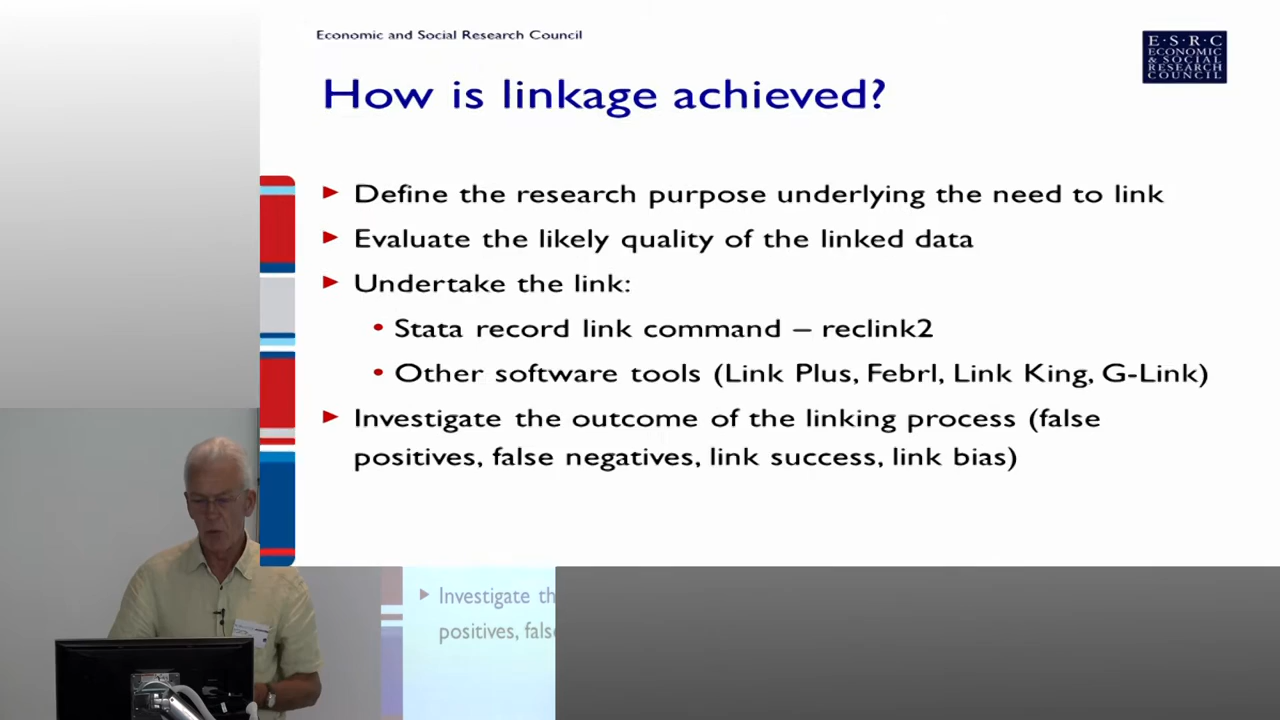 Economic and Social Research Council
E·S·R·C
ECONOMIC
& SOCIAL
RESEARCH
COUNCIL
How is linkage achieved?
Define the research purpose underlying the need to link
Evaluate the likely quality of the linked data
Undertake the link:
Stata record link command – reclink2
Other software tools (Link Plus, Febrl, Link King, G-Link)
Investigate the outcome of the linking process (false
positives, false negatives, link success, link bias)
Investigate th
positives, fals